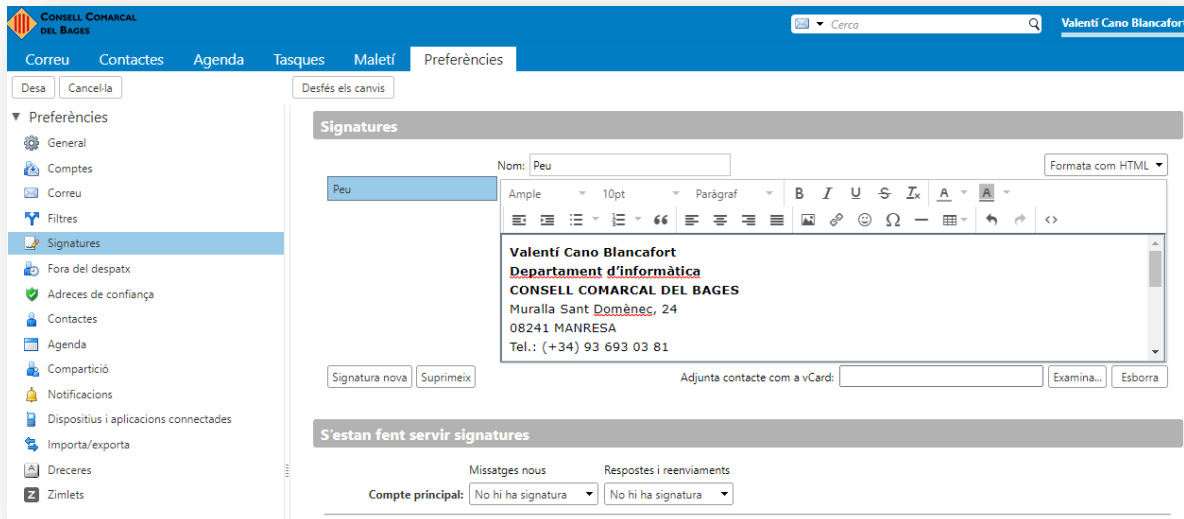 CONSELL COMARCAL
DEL BAGES
Cerca
Valentí Cano Blancafort
Correu Contactes Agenda Tasques Maletí Preferències
Desa Cancel·la Desfés els canvis
Preferències
General
Comptes
Correu
Filtres
Signatures
Fora del despatx
Adreces de confiança
Contactes
Agenda
Compartició
Notificacions
Dispositius i aplicacions connectades
Importa/exporta
Dreceres
Zimlets
Signatures
Nom: Peu Formata com HTML
Peu
Ample 10pt Paràgraf
Valentí Cano Blancafort
Departament d'informàtica
CONSELL COMARCAL DEL BAGES
Muralla Sant Domènec, 24
08241 MANRESA
Tel.: (+34) 93 693 03 81
Signatura nova Suprimeix Adjunta contacte com a vCard: Examina... Esborra
S'estan fent servir signatures
Missatges nous Respostes i reenviaments
Compte principal: No hi ha signatura No hi ha signatura